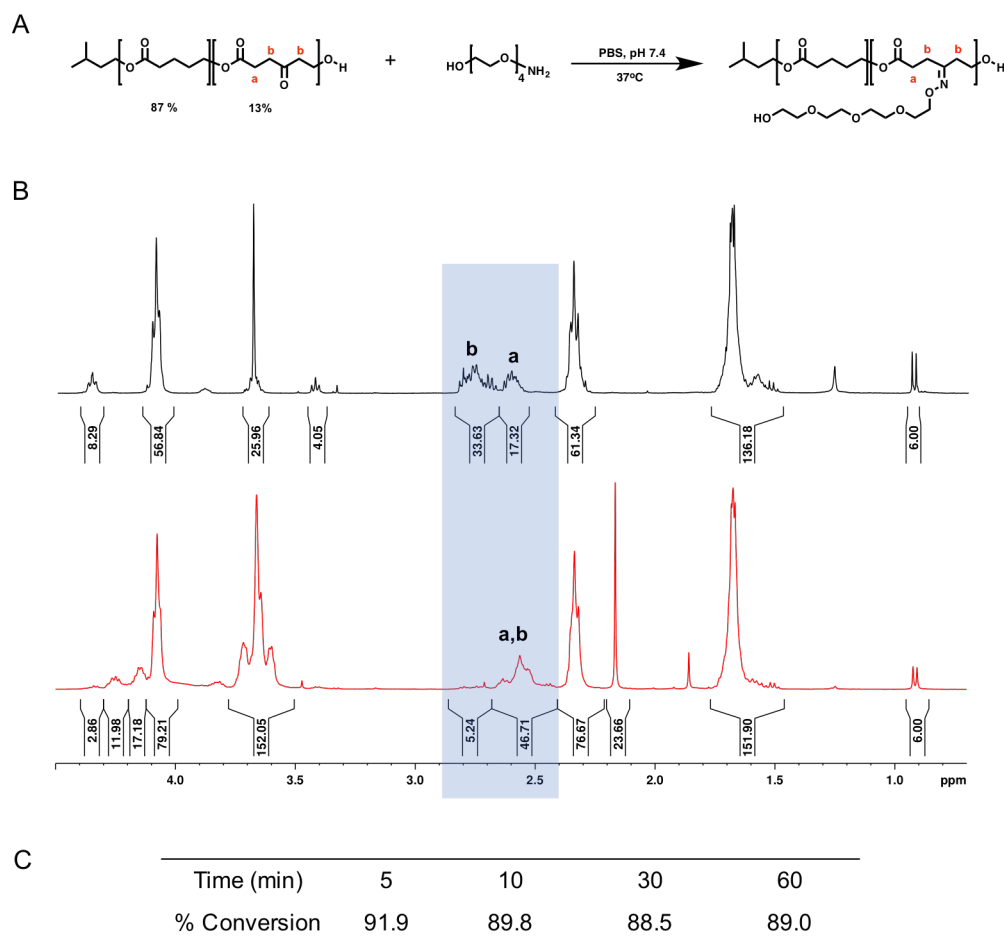 A
O O b b
O O O H
a O
87 % 13%
+
HO O 4 NH₂
PBS, pH 7.4
37ºC
O O b b
O O O H
a N
O
HO O O O
B
b a
8.29 56.84 25.96 4.05 33.63 17.32 61.34 136.18 6.00
a,b
2.86 11.98 17.18 79.21 152.05 5.24 46.71 76.67 23.66 151.90 6.00
4.0 3.5 3.0 2.5 2.0 1.5 1.0 ppm
C
Time (min) 5 10 30 60
% Conversion 91.9 89.8 88.5 89.0